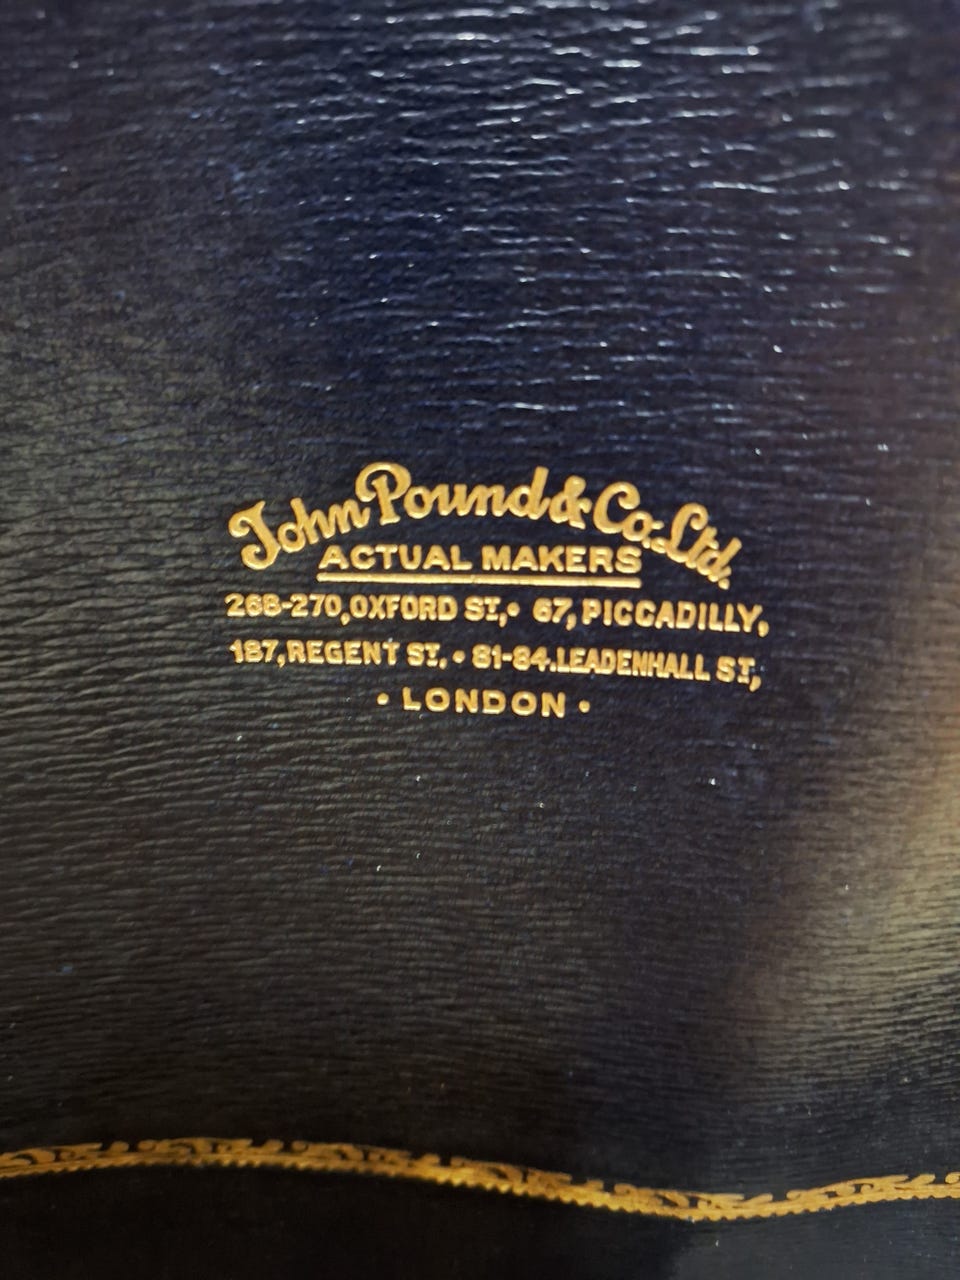 John Pound & Co. Ltd.
ACTUAL MAKERS
268-270, OXFORD ST, • 67, PICCADILLY,
187, REGENT ST. • 81-84. LEADENHALL ST,
• LONDON •